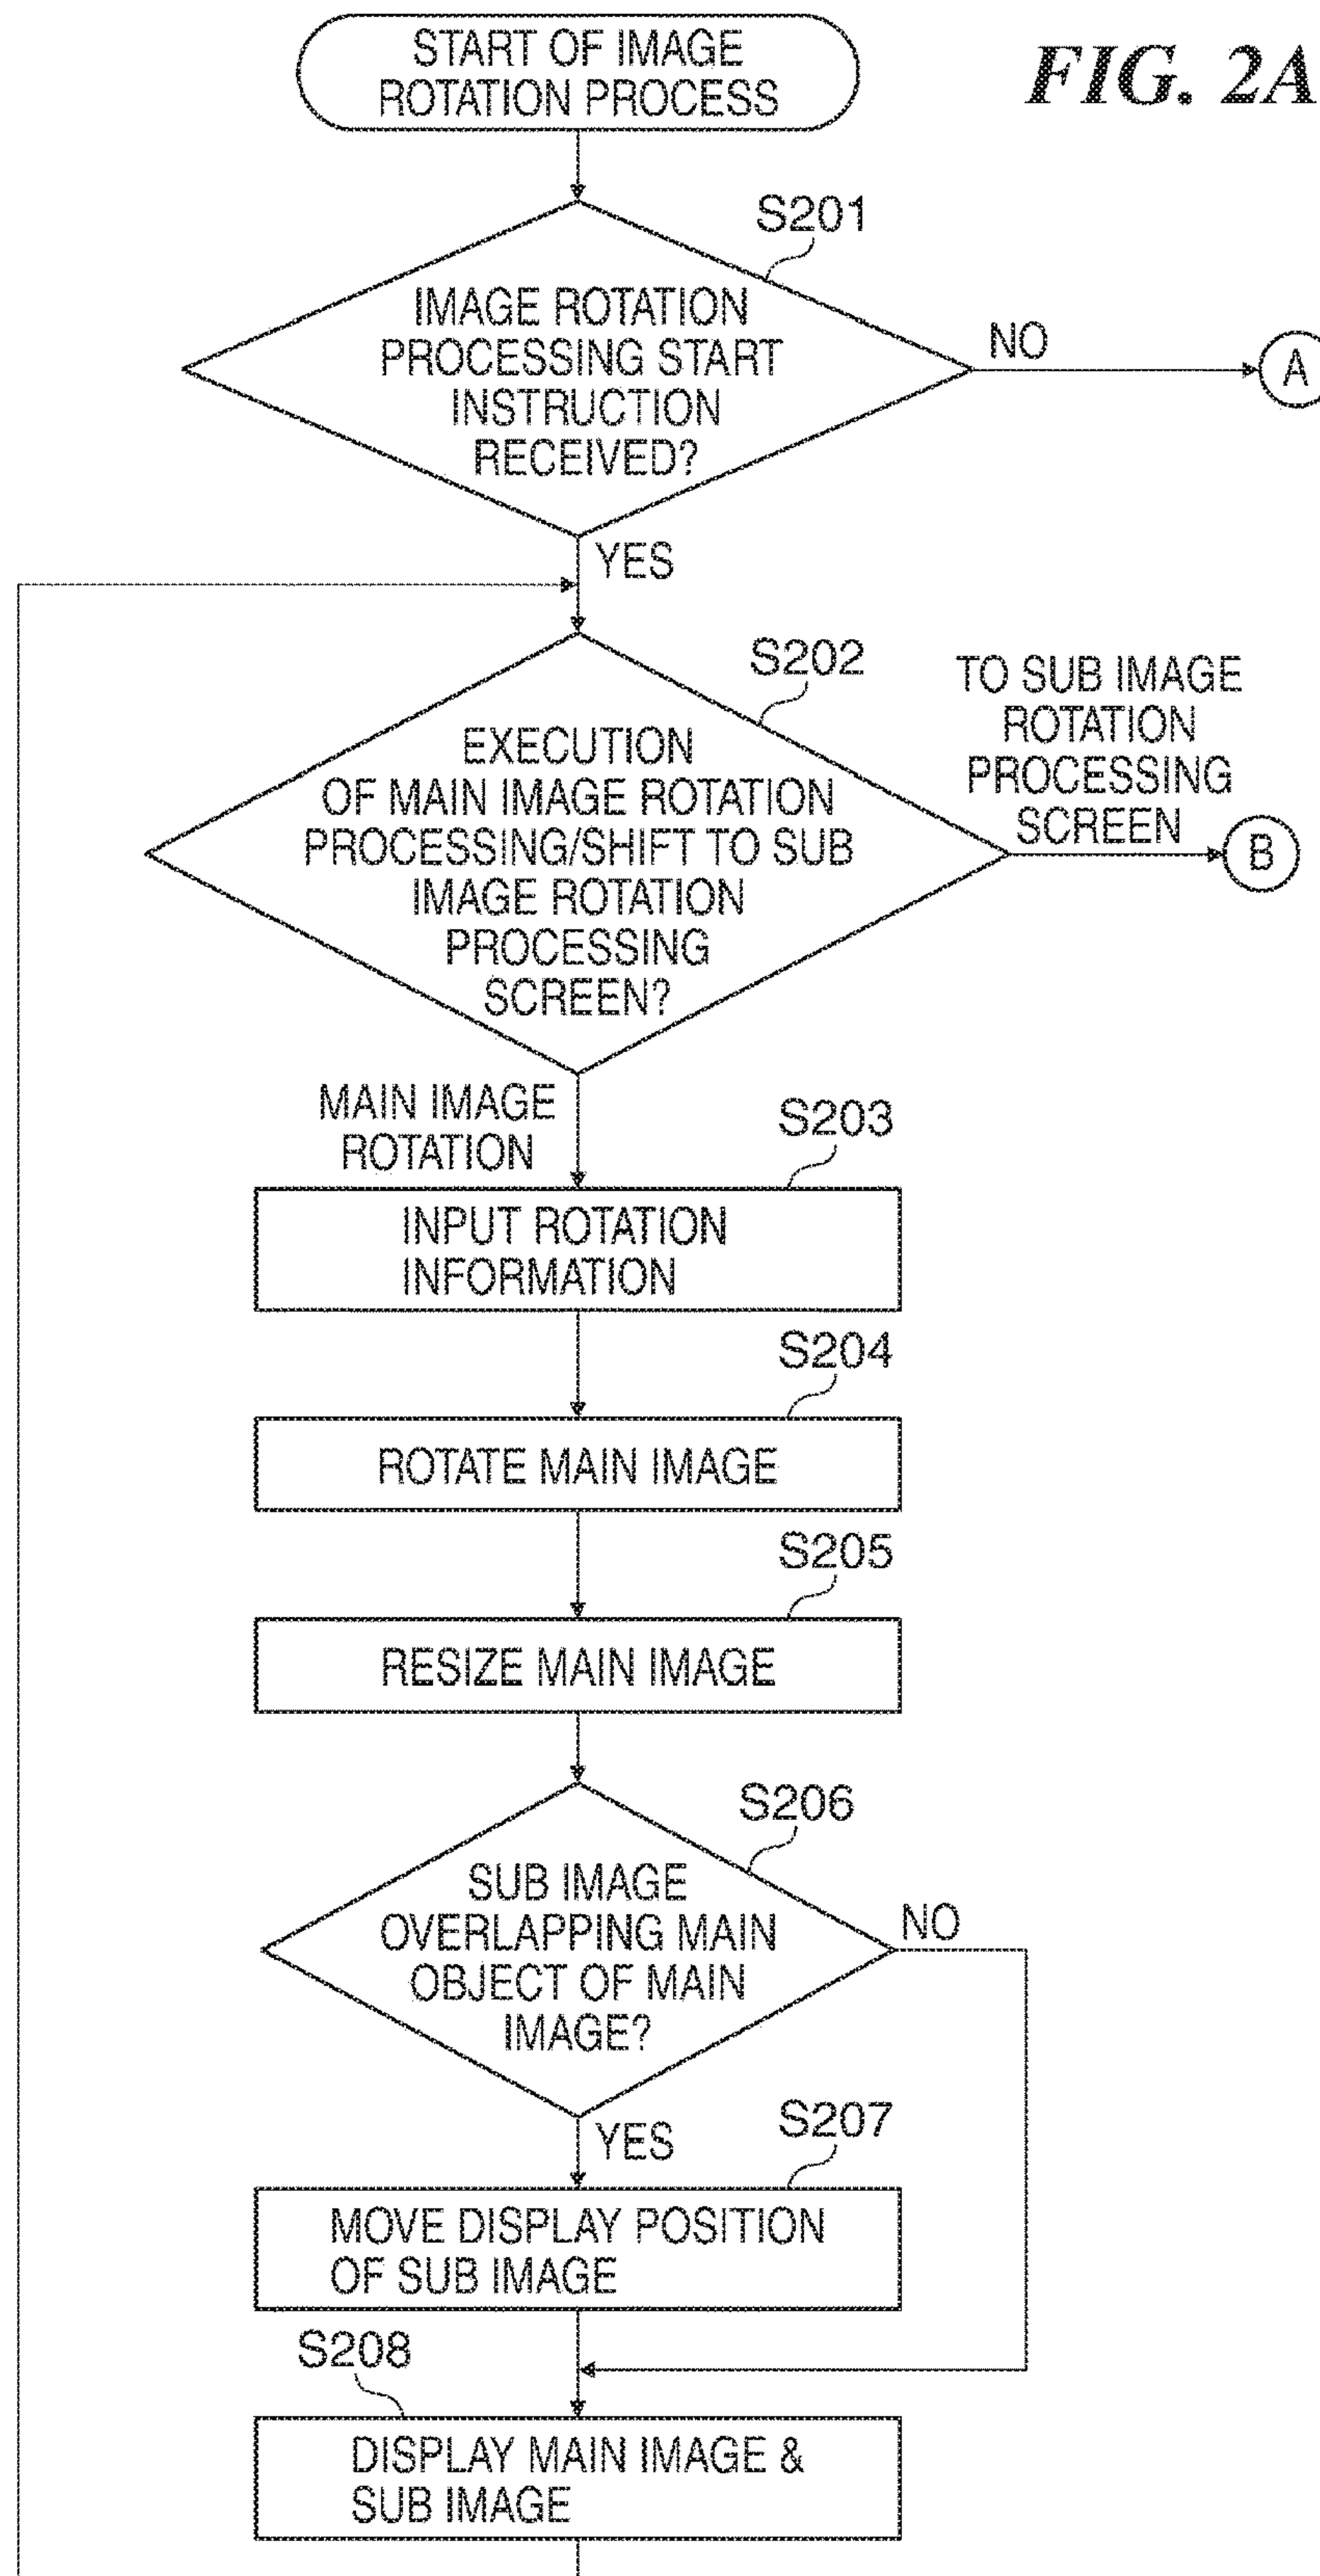 START OF IMAGE
ROTATION PROCESS
FIG. 2A
S201
IMAGE ROTATION
PROCESSING START
INSTRUCTION
RECEIVED?
NO
A
YES
S202
EXECUTION
OF MAIN IMAGE ROTATION
PROCESSING/SHIFT TO SUB
IMAGE ROTATION
PROCESSING
SCREEN?
TO SUB IMAGE
ROTATION
PROCESSING
SCREEN
B
MAIN IMAGE
ROTATION
S203
INPUT ROTATION
INFORMATION
S204
ROTATE MAIN IMAGE
S205
RESIZE MAIN IMAGE
S206
SUB IMAGE
OVERLAPPING MAIN
OBJECT OF MAIN
IMAGE?
NO
YES
S207
MOVE DISPLAY POSITION
OF SUB IMAGE
S208
DISPLAY MAIN IMAGE &
SUB IMAGE